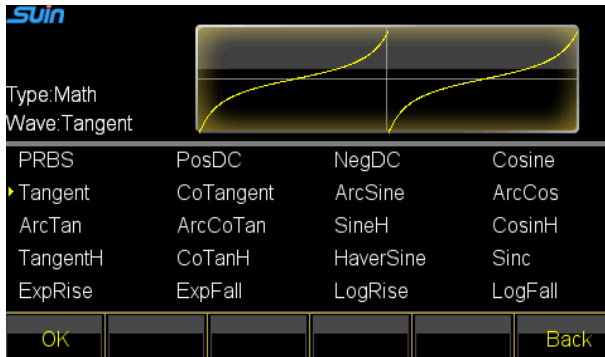 Suin
Type:Math
Wave:Tangent
PRBS PosDC NegDC Cosine
Tangent CoTangent ArcSine ArcCos
ArcTan ArcCoTan SineH CosinH
TangentH CoTanH HaverSine Sinc
ExpRise ExpFall LogRise LogFall
OK Back